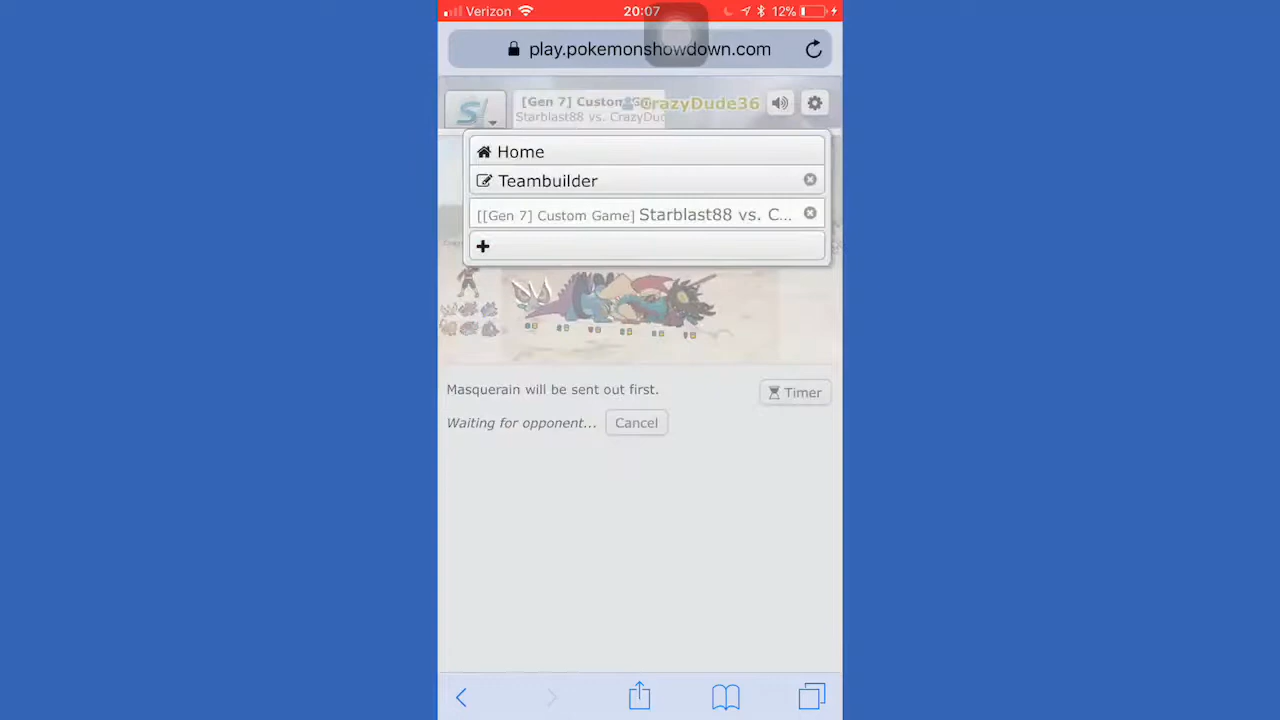 Verizon 20:07 12%
play.pokemonshowdown.com
[Gen 7] Custom CrazyDude36
Starblast88 vs. CrazyDud
Home
Teambuilder
[[Gen 7] Custom Game] Starblast88 vs. C...
Masquerain will be sent out first.
Timer
Waiting for opponent... Cancel